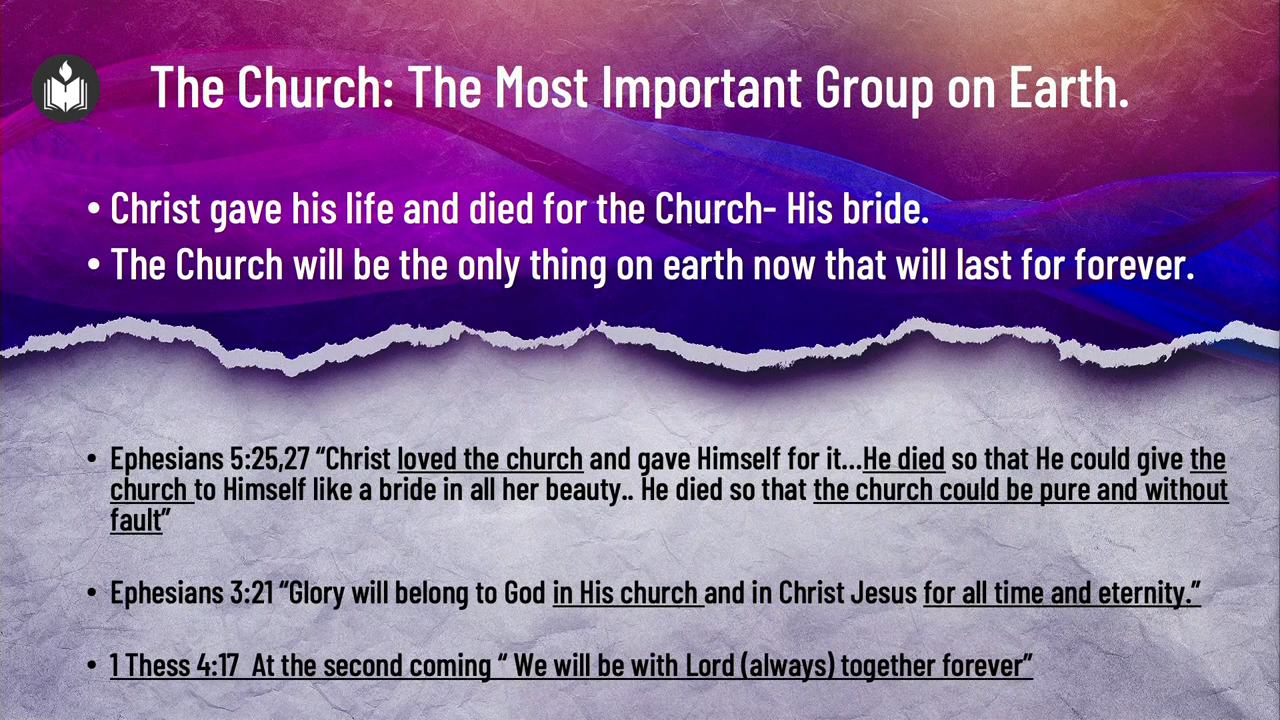 The Church: The Most Important Group on Earth.
• Christ gave his life and died for the Church- His bride.
• The Church will be the only thing on earth now that will last for forever.
• Ephesians 5:25,27 “Christ loved the church and gave Himself for it...He died so that He could give the
church to Himself like a bride in all her beauty.. He died so that the church could be pure and without
fault”
• Ephesians 3:21 “Glory will belong to God in His church and in Christ Jesus for all time and eternity.”
• 1 Thess 4:17  At the second coming “ We will be with Lord (always) together forever”